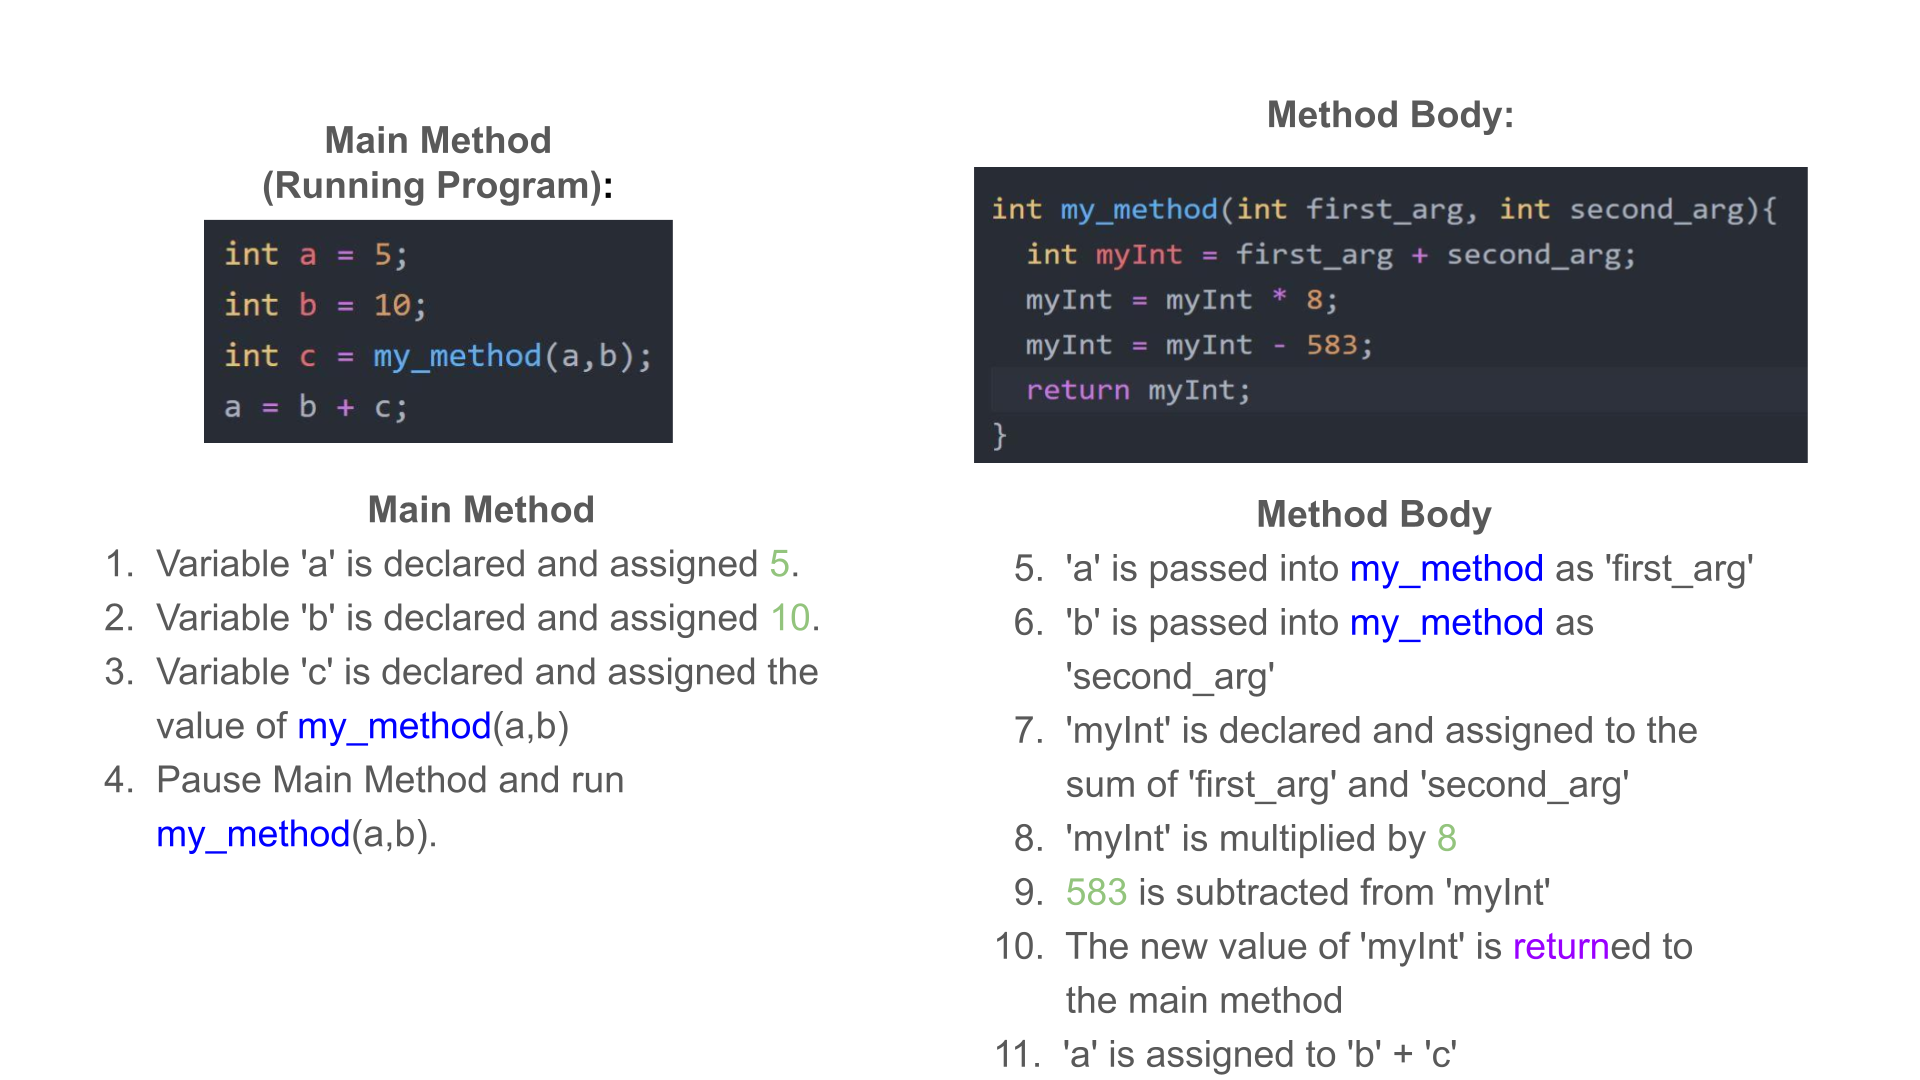 Main Method
(Running Program):
int a = 5;
int b = 10;
int c = my_method(a,b);
a = b + c;
Main Method
1. Variable 'a' is declared and assigned 5.
2. Variable 'b' is declared and assigned 10.
3. Variable 'c' is declared and assigned the
value of my_method(a,b)
4. Pause Main Method and run
my_method(a,b).
Method Body:
int my_method(int first_arg, int second_arg){
int myInt = first_arg + second_arg;
myInt = myInt * 8;
myInt = myInt - 583;
return myInt;
}
Method Body
5. 'a' is passed into my_method as 'first_arg'
6. 'b' is passed into my_method as
'second_arg'
7. 'myInt' is declared and assigned to the
sum of 'first_arg' and 'second_arg'
8. 'myInt' is multiplied by 8
9. 583 is subtracted from 'myInt'
10. The new value of 'myInt' is returned to
the main method
11. 'a' is assigned to 'b' + 'c'